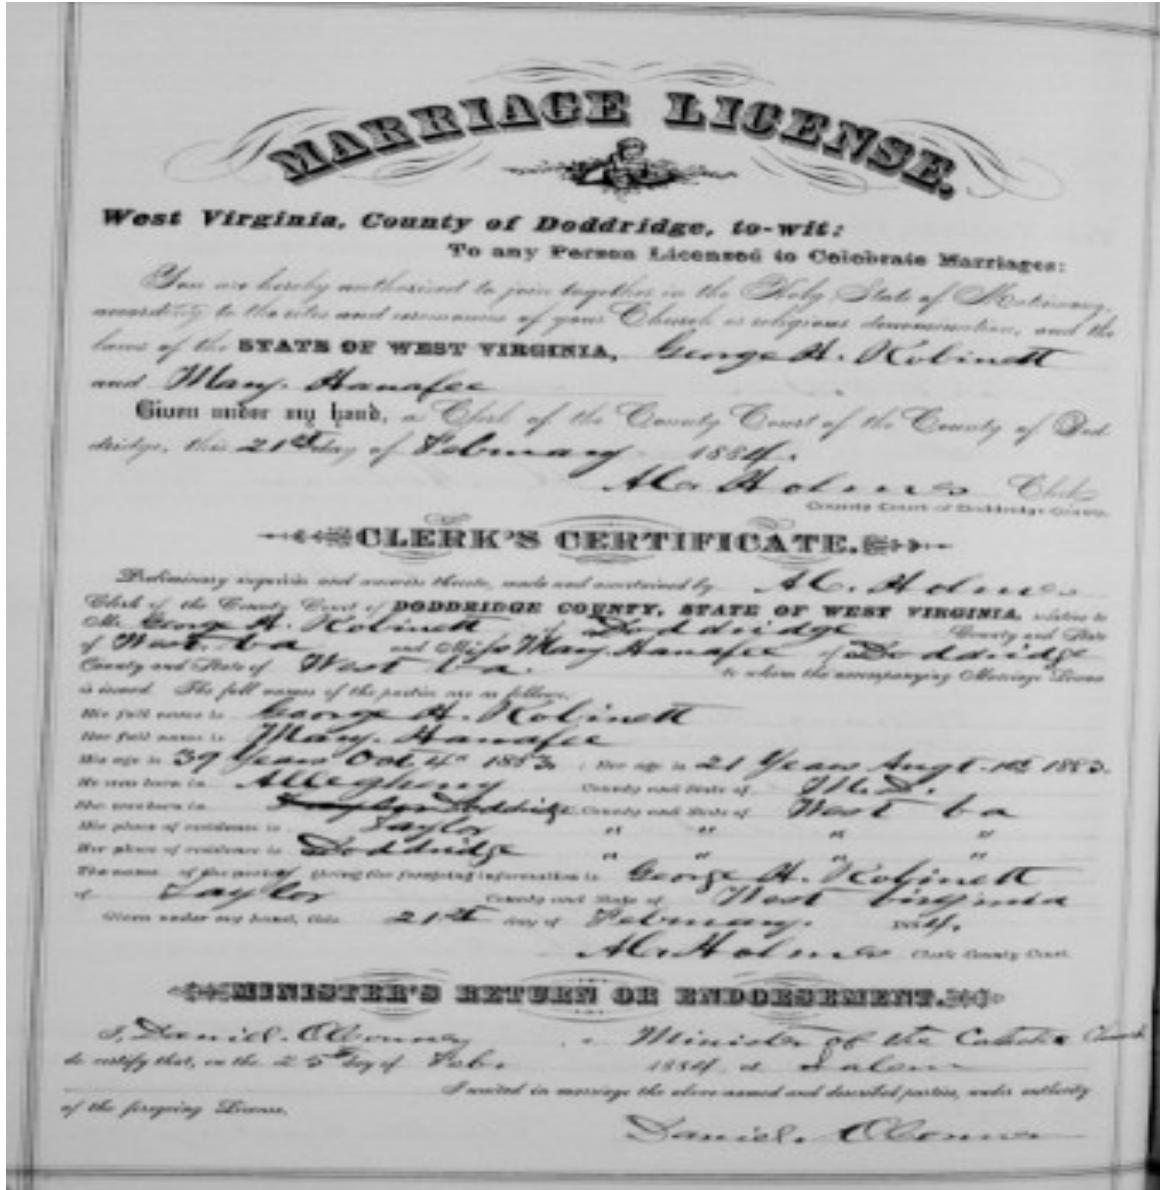 MARRIAGE LICENSE.
West Virginia, County of Doddridge, to-wit:
To any Person Licensed to Celebrate Marriages:
You are hereby authorized to join together in the Holy State of Matrimony,
according to the rites and ceremonies of your Church or religious denomination, and the
laws of the STATE OF WEST VIRGINIA, George H. Robinett
and Mary. Hanafee
Given under my hand, a Clerk of the County Court of the County of Dod-
dridge, this 21st day of February 1884.
Holmes Clerk
County Court of Doddridge County.
CLERK'S CERTIFICATE.
Preliminary inquiries and answers thereto, made and ascertained by Holmes
Clerk of the County Court of DODDRIDGE COUNTY, STATE OF WEST VIRGINIA, relative to
Mr. George H. Robinett of Doddridge County and State
of West. Va and Miss Mary. Hanafee of Doddridge
County and State of West Va. to whom the accompanying Marriage License
is issued. The full names of the parties are as follows:
His full name is George H. Robinett
Her full name is Mary. Hanafee
His age is 39 Years Oct 4th 1883. Her age is 21 Years Augt. 1883.
He was born in Allegheny County and State of M.D.
She was born in Doddridge County and State of West Va
His place of residence is Taylor " " " "
Her place of residence is Doddridge " " " "
The name of the party giving the foregoing information is George H. Robinett
of Taylor County and State of West Virginia
Given under my hand, this 21st day of February. 1884.
Holmes Clerk County Court.
MINISTER'S RETURN OR ENDORSEMENT.
I, Daniel. OConnor a Minister of the Catholic Church
do certify that, on the 25th day of Feb. 1884, at Salem
I united in marriage the above named and described parties, under authority
of the foregoing License.
Daniel. OConnor